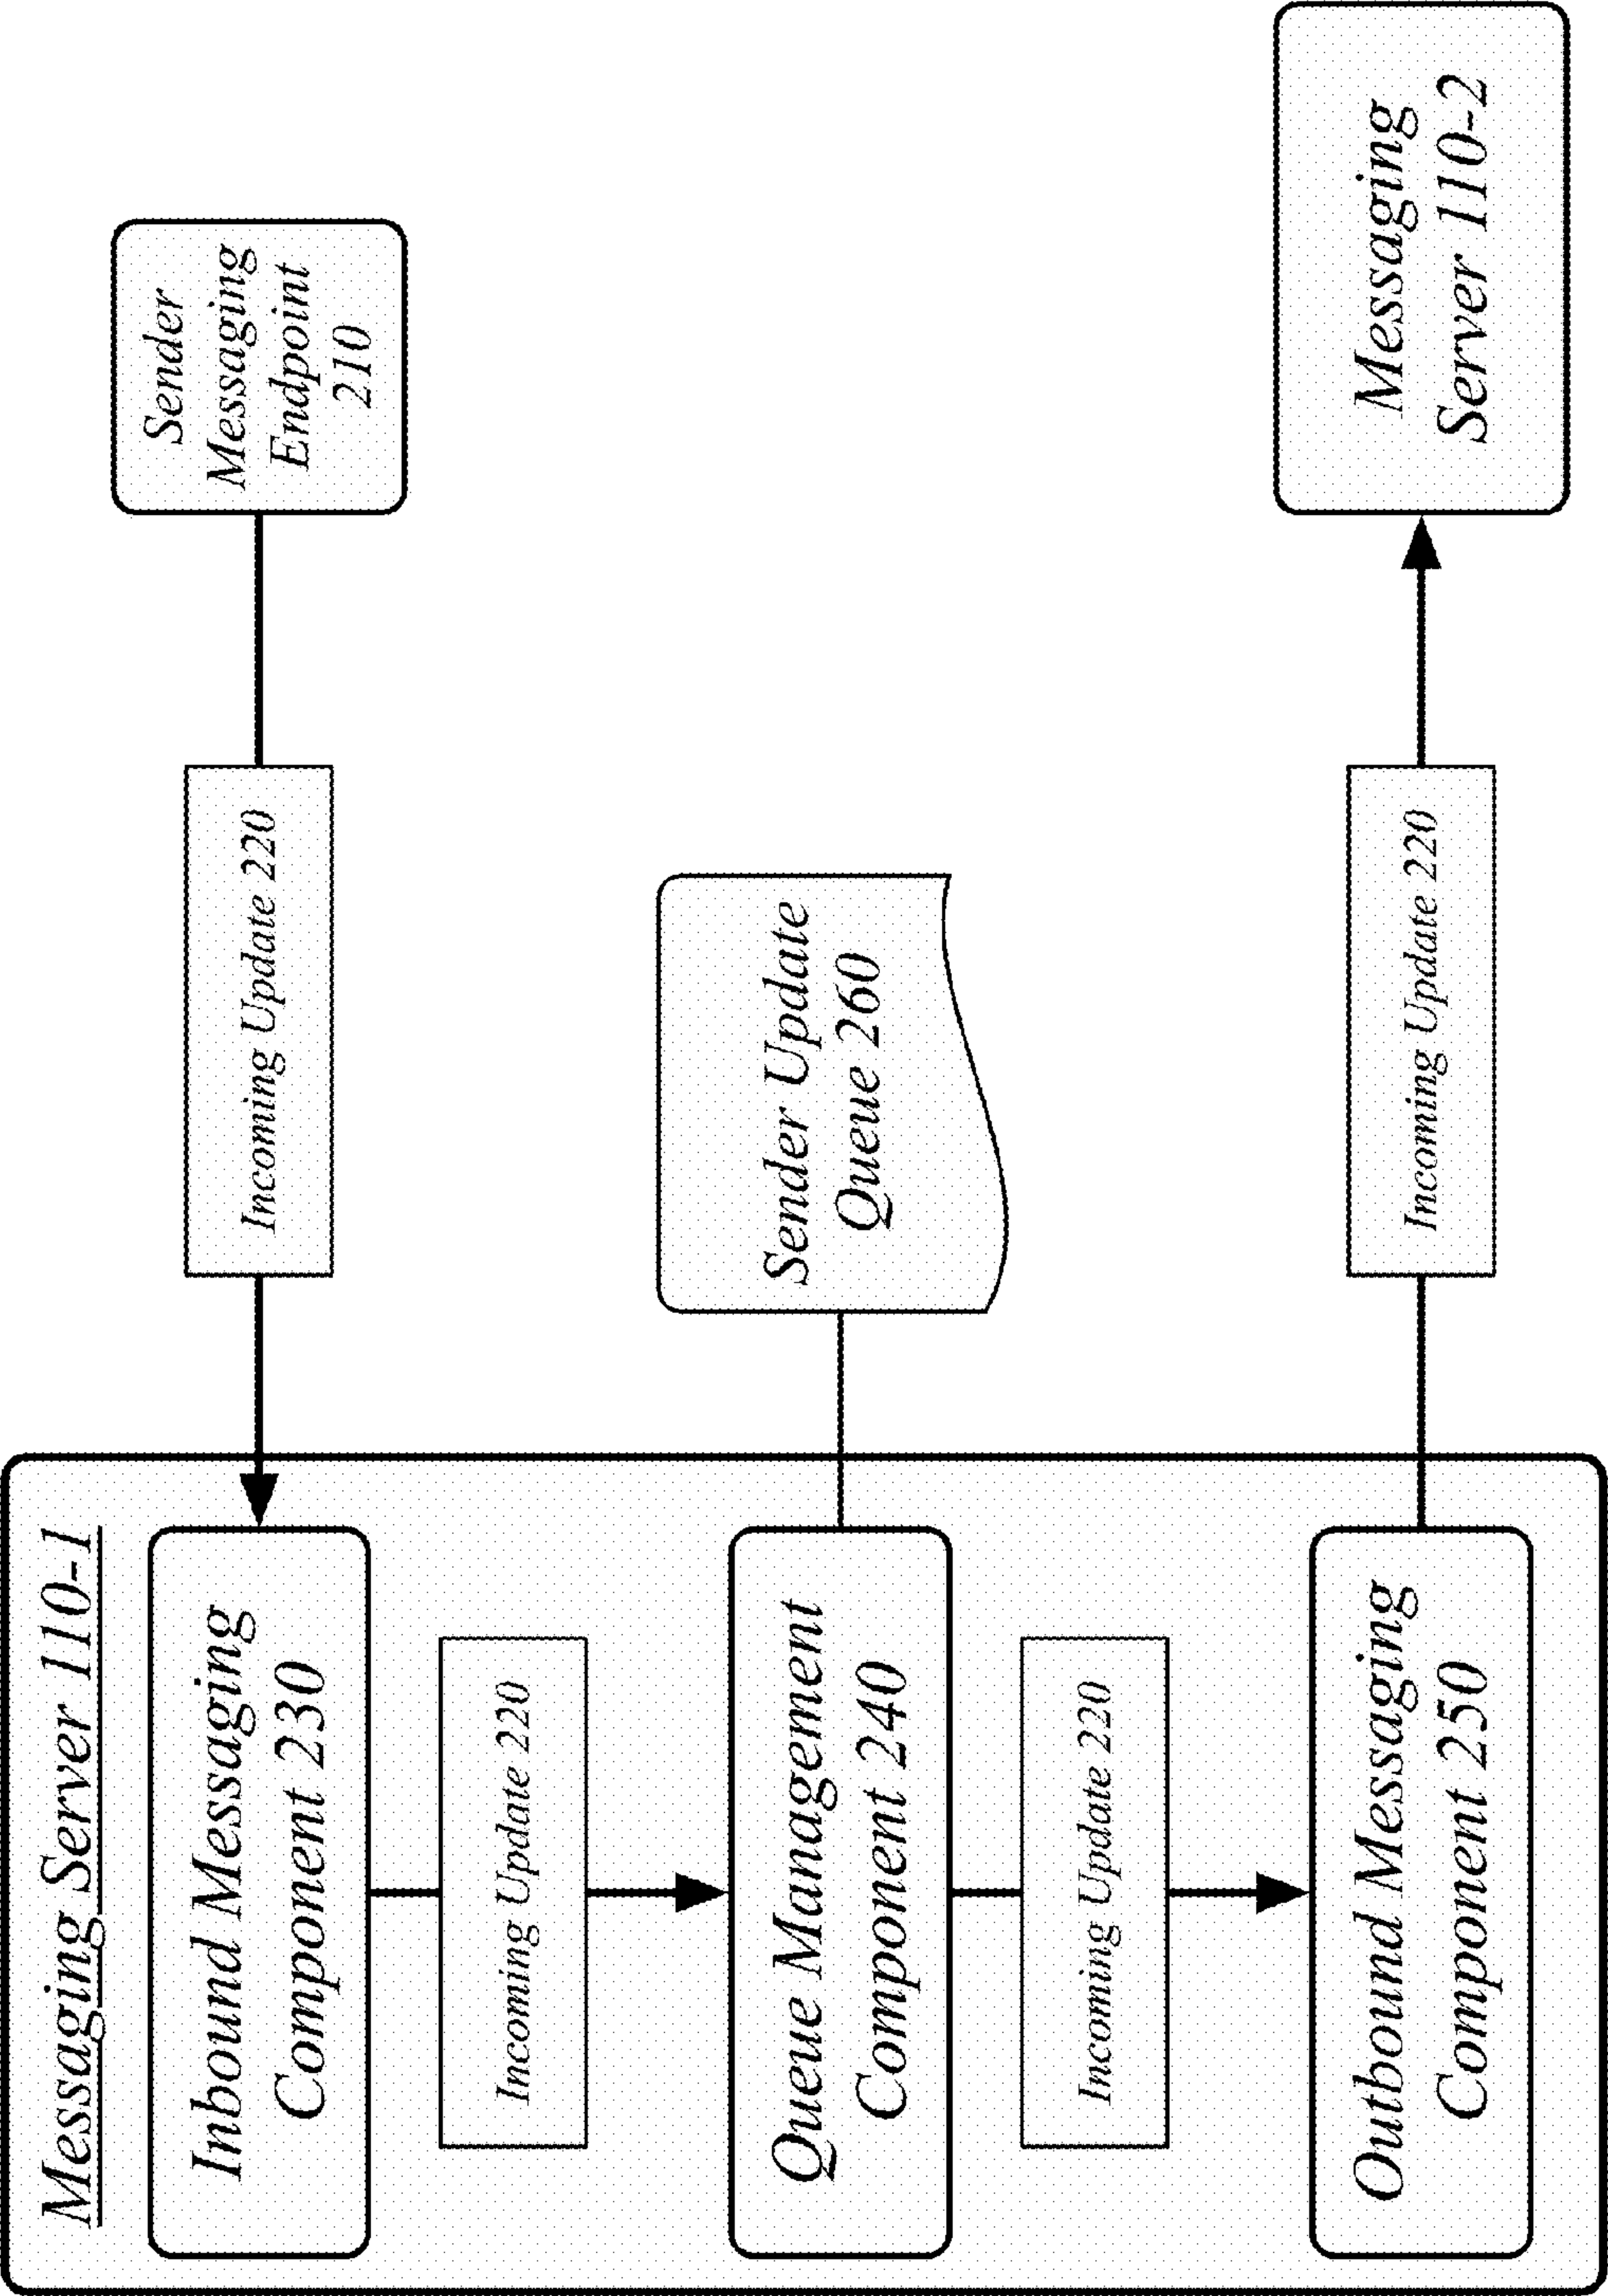 Messaging Server 110-1
Inbound Messaging
Component 230
Incoming Update 220
Queue Management
Component 240
Incoming Update 220
Outbound Messaging
Component 250
Incoming Update 220
Sender
Messaging
Endpoint
210
Sender Update
Queue 260
Incoming Update 220
Messaging
Server 110-2